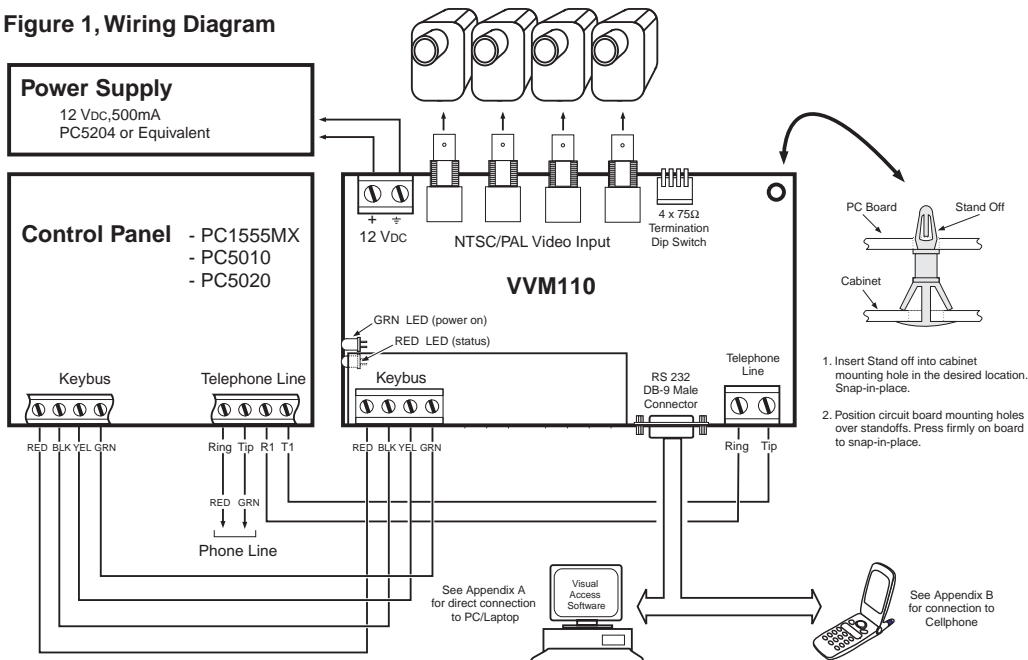 Figure 1, Wiring Diagram
Power Supply
12 VDC,500mA
PC5204 or Equivalent
Control Panel - PC1555MX
- PC5010
- PC5020
Keybus
Telephone Line
RED BLK YEL GRN
Ring Tip R1 T1
RED GRN
Phone Line
+ ⏚
12 VDC
NTSC/PAL Video Input
4 x 75Ω
Termination
Dip Switch
VVM110
GRN LED (power on)
RED LED (status)
Keybus
RED BLK YEL GRN
RS 232
DB-9 Male
Connector
Telephone
Line
Ring Tip
PC Board
Stand Off
Cabinet
1. Insert Stand off into cabinet
mounting hole in the desired location.
Snap-in-place.
2. Position circuit board mounting holes
over standoffs. Press firmly on board
to snap-in-place.
See Appendix A
for direct connection
to PC/Laptop
Visual
Access
Software
See Appendix B
for connection to
Cellphone